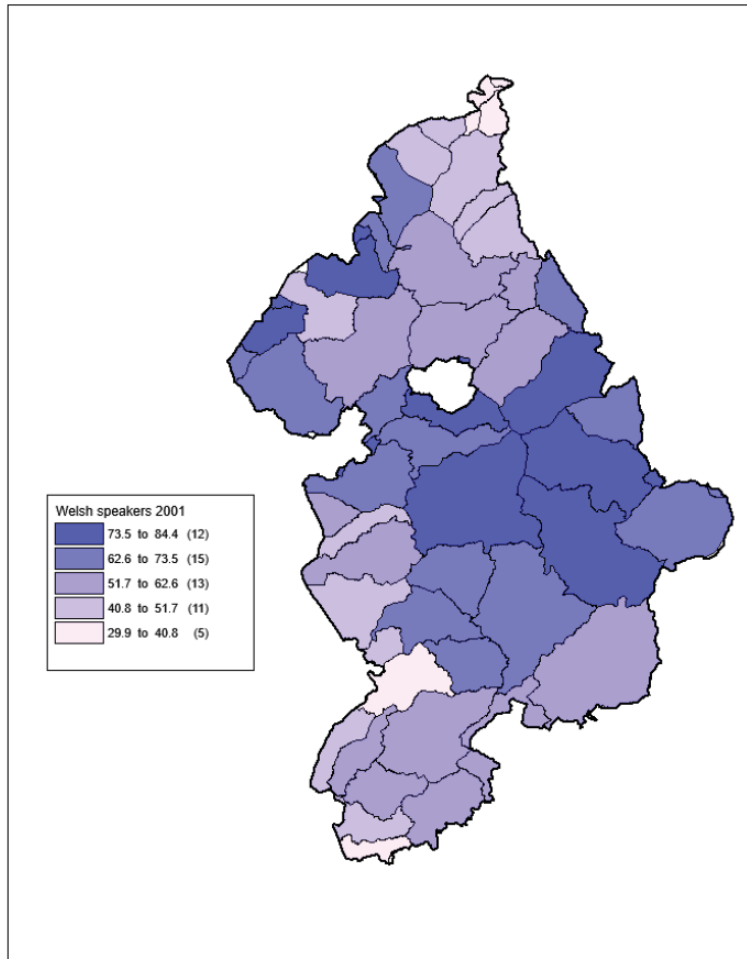 Welsh speakers 2001
73.5 to 84.4 (12)
62.6 to 73.5 (15)
51.7 to 62.6 (13)
40.8 to 51.7 (11)
29.9 to 40.8 (5)